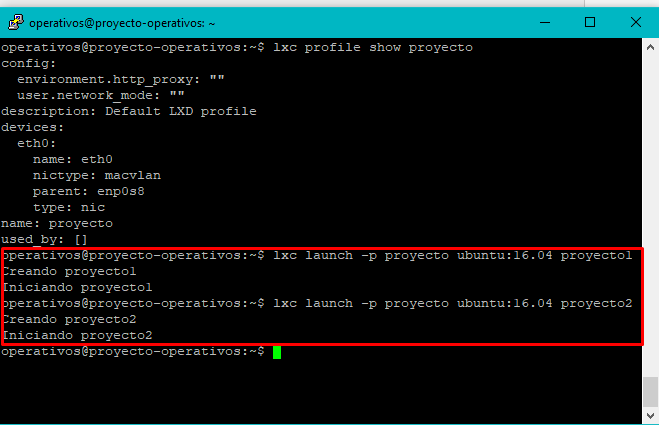 operativos@proyecto-operativos: ~
operativos@proyecto-operativos:~$ lxc profile show proyecto
config:
  environment.http_proxy: ""
  user.network_mode: ""
description: Default LXD profile
devices:
  eth0:
    name: eth0
    nictype: macvlan
    parent: enp0s8
    type: nic
name: proyecto
used_by: []
operativos@proyecto-operativos:~$ lxc launch -p proyecto ubuntu:16.04 proyecto1
Creando proyecto1
Iniciando proyecto1
operativos@proyecto-operativos:~$ lxc launch -p proyecto ubuntu:16.04 proyecto2
Creando proyecto2
Iniciando proyecto2
operativos@proyecto-operativos:~$